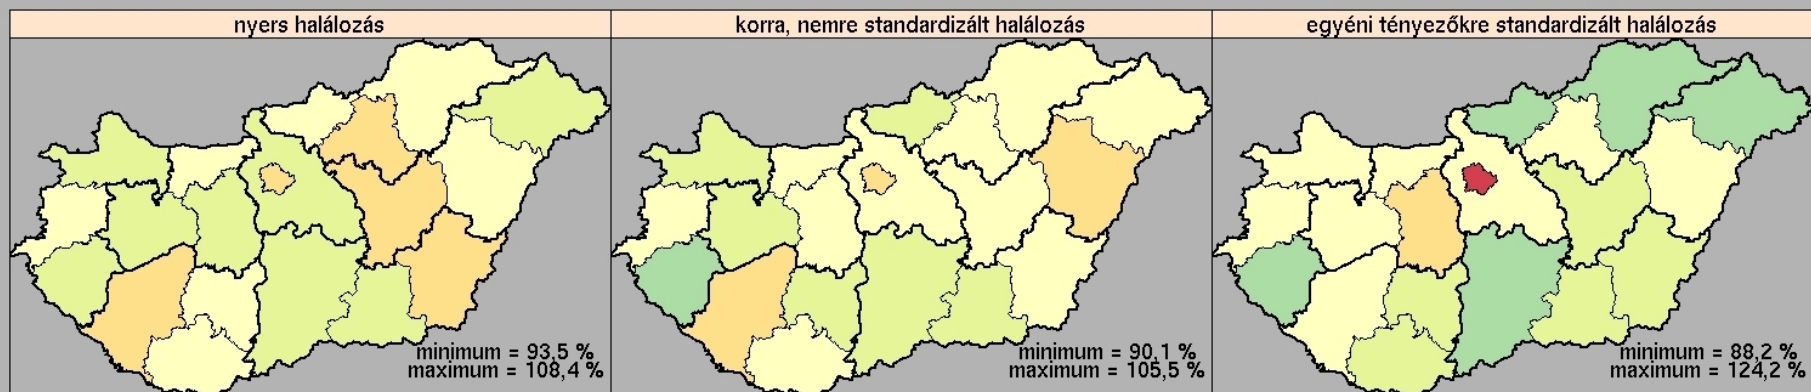 nyers halálozás
korra, nemre standardizált halálozás
egyéni tényezőkre standardizált halálozás
minimum = 93,5 %
maximum = 108,4 %
minimum = 90,1 %
maximum = 105,5 %
minimum = 88,2 %
maximum = 124,2 %